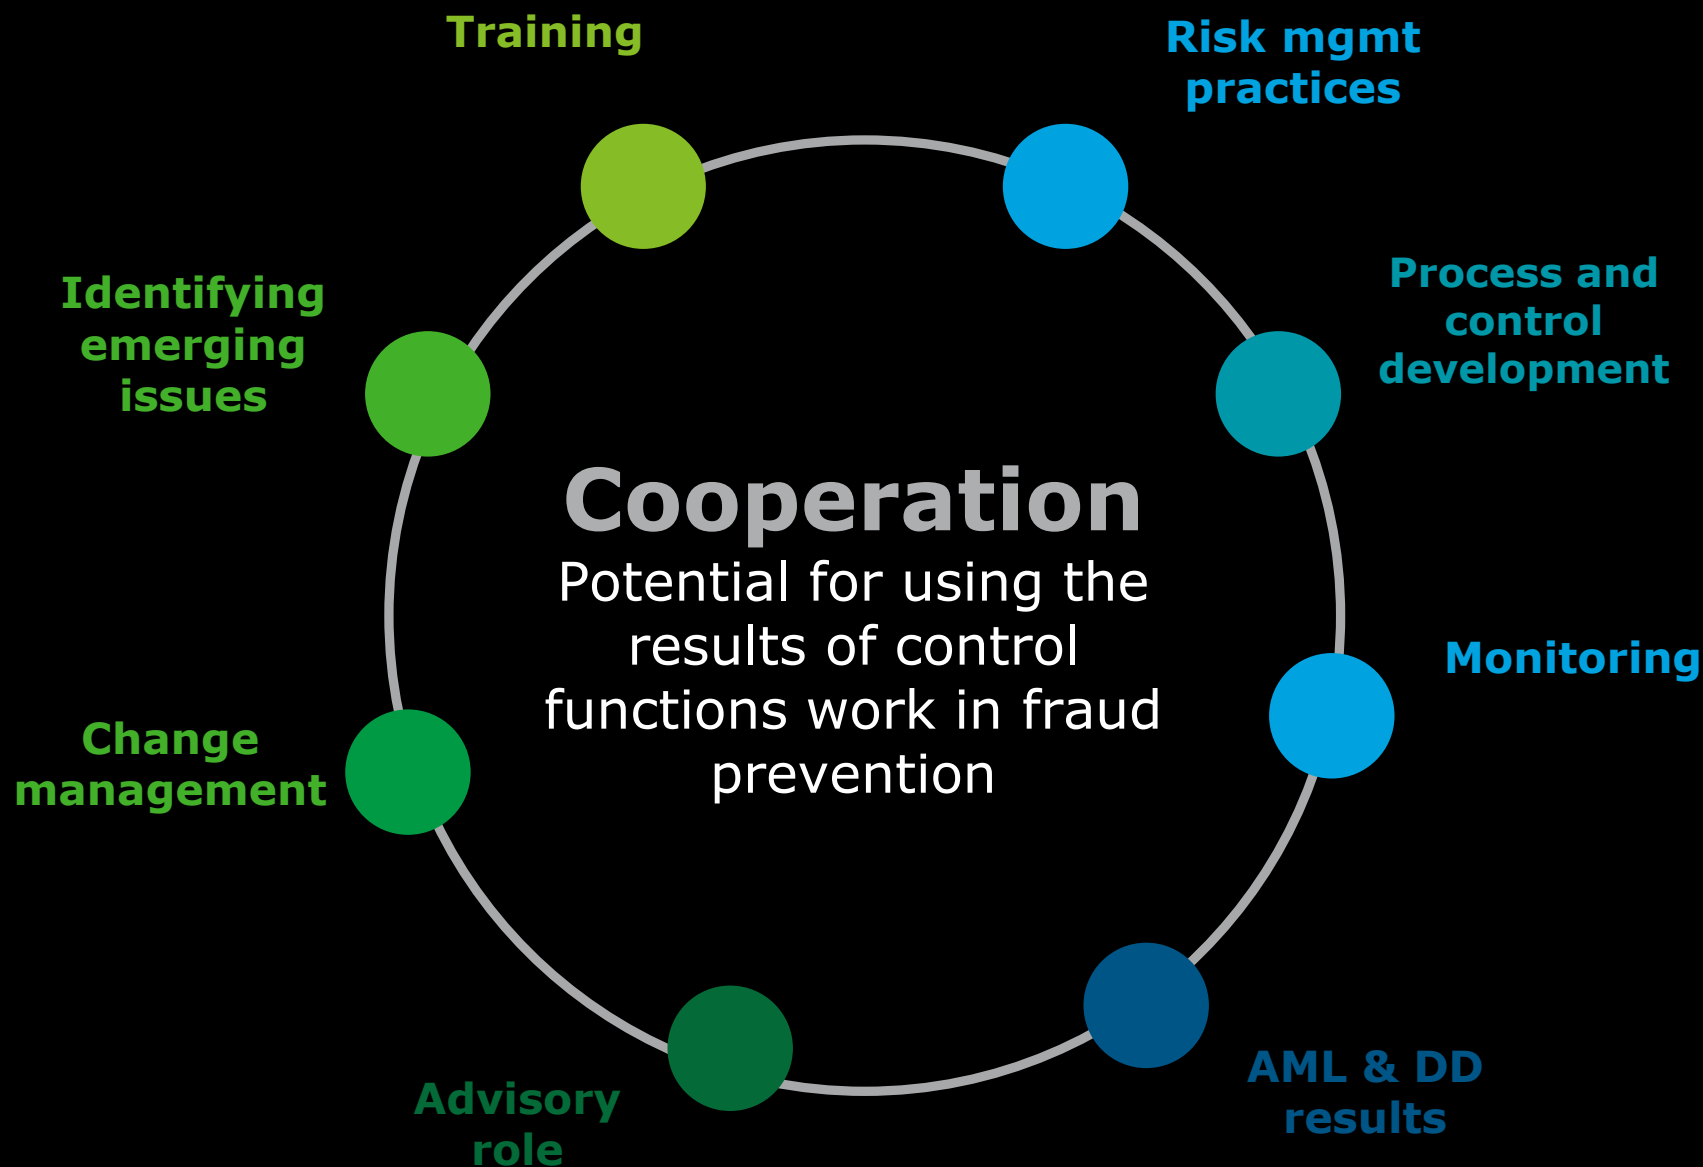 Training
Risk mgmt
practices
Process and
control
development
Monitoring
AML & DD
results
Advisory
role
Change
management
Identifying
emerging
issues
Cooperation
Potential for using the
results of control
functions work in fraud
prevention